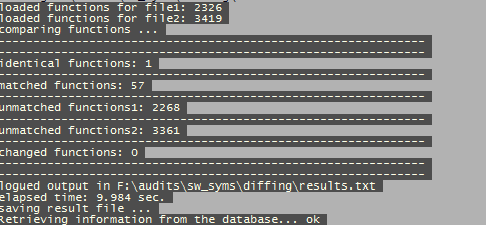 loaded functions for file1: 2326
loaded functions for file2: 3419
comparing functions ...
---------------------------------------------------------------
---------------------------------------------------------------
identical functions: 1
---------------------------------------------------------------
matched functions: 57
---------------------------------------------------------------
unmatched functions1: 2268
---------------------------------------------------------------
unmatched functions2: 3361
---------------------------------------------------------------
changed functions: 0
---------------------------------------------------------------
---------------------------------------------------------------
logued output in F:\audits\sw_syms\diffing\results.txt
elapsed time: 9.984 sec.
saving result file ...
Retrieving information from the database... ok